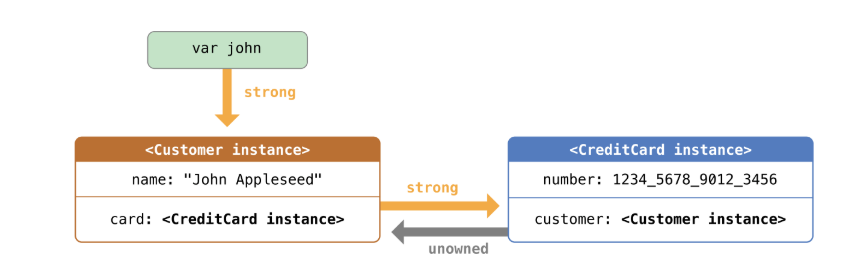 var john
strong
<Customer instance>
name: "John Appleseed"
card: <CreditCard instance>
strong
unowned
<CreditCard instance>
number: 1234_5678_9012_3456
customer: <Customer instance>